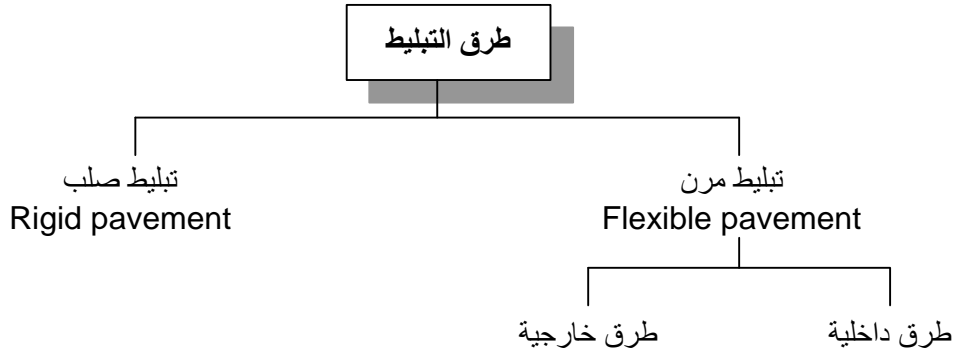 طرق التبليط
تبليط مرن
Flexible pavement
تبليط صلب
Rigid pavement
طرق داخلية
طرق خارجية